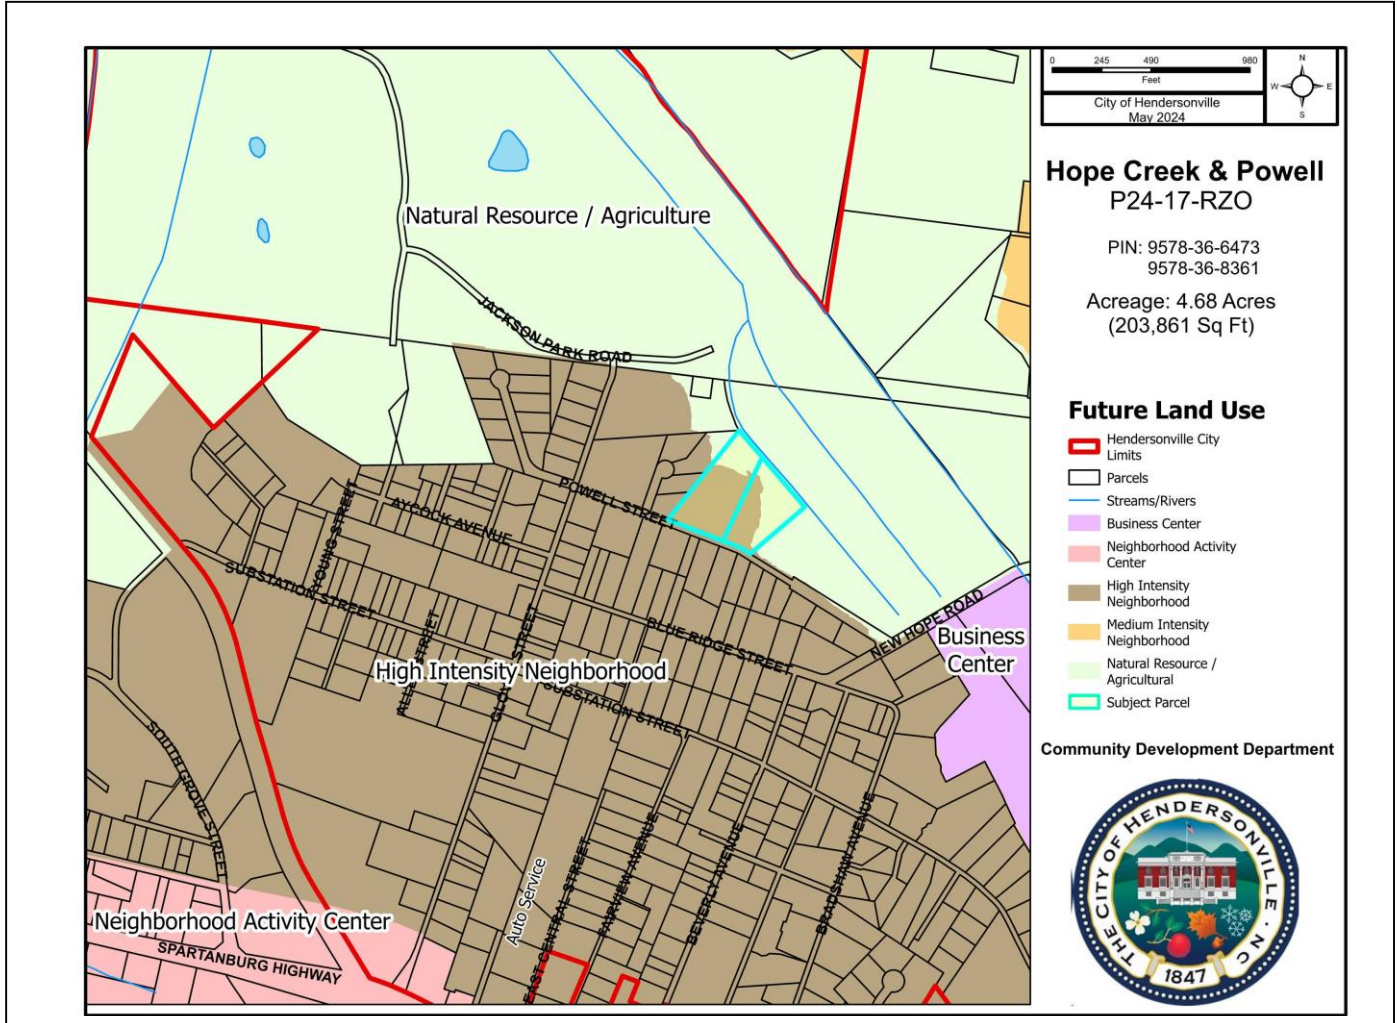 0 245 490 980
Feet
City of Hendersonville
May 2024
N
W E
S
Hope Creek & Powell
P24-17-RZO
PIN: 9578-36-6473
9578-36-8361
Acreage: 4.68 Acres
(203,861 Sq Ft)
Future Land Use
Hendersonville City
Limits
Parcels
Streams/Rivers
Business Center
Neighborhood Activity
Center
High Intensity
Neighborhood
Medium Intensity
Neighborhood
Natural Resource /
Agricultural
Subject Parcel
Community Development Department
THE CITY OF HENDERSONVILLE · NC
1847
Natural Resource / Agriculture
JACKSON PARK ROAD
POWELL STREET
AYCOCK AVENUE
YOUNG STREET
SUBSTATION STREET
BLUE RIDGE STREET
NEW HOPE ROAD
Business
Center
High Intensity Neighborhood
SUBSTATION STREET
SOUTH GROVE STREET
Auto Service
EAST CENTRAL STREET
FAIRVIEW AVENUE
BEVERLY AVENUE
BRADSHAW AVENUE
Neighborhood Activity Center
SPARTANBURG HIGHWAY